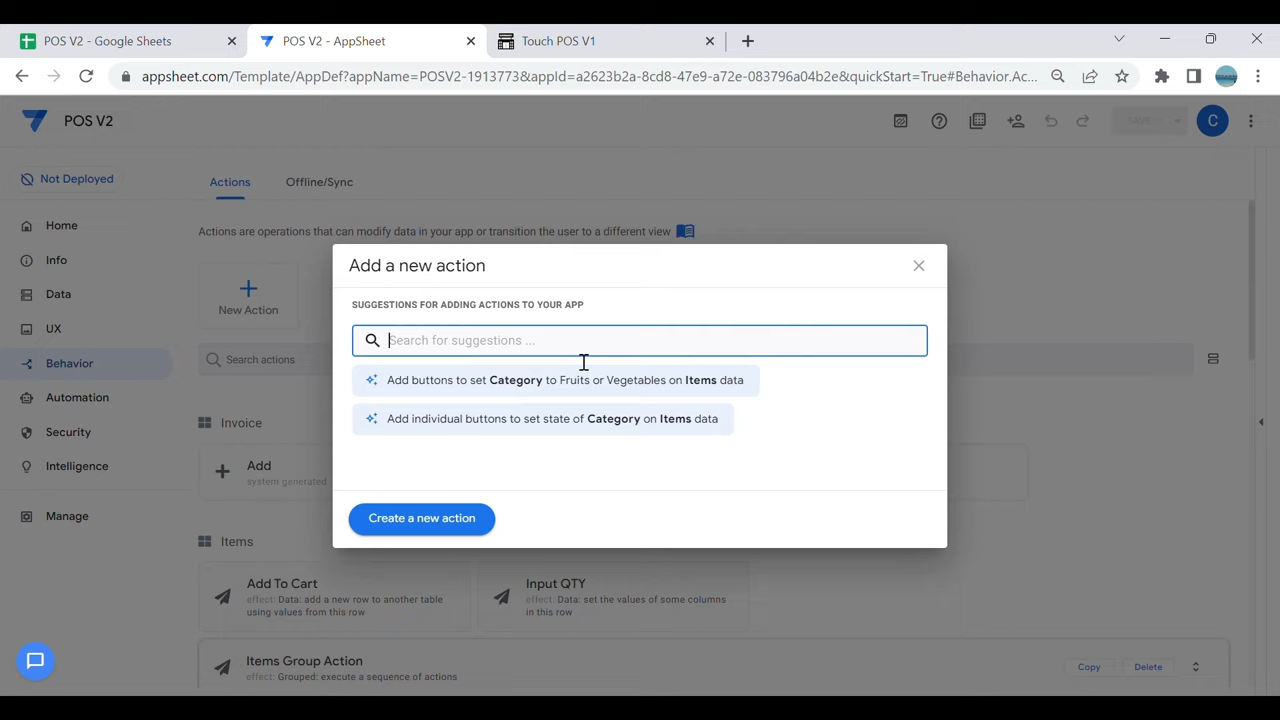 POS V2 - Google Sheets
POS V2 - AppSheet
Touch POS V1
appsheet.com/Template/AppDef?appName=POSV2-1913773&appId=a2623b2a-8cd8-47e9-a72e-083796a04b2e&quickStart=True#Behavior.Ac...
POS V2
SAVE
C
Not Deployed
Actions
Offline/Sync
Home
Info
Data
UX
Behavior
Automation
Security
Intelligence
Manage
Actions are operations that can modify data in your app or transition the user to a different view
New Action
Search actions
Invoice
Add
system generated
Items
Add To Cart
effect: Data: add a new row to another table
using values from this row
Input QTY
effect: Data: set the values of some columns
in this row
Items Group Action
effect: Grouped: execute a sequence of actions
Copy
Delete
Add a new action
SUGGESTIONS FOR ADDING ACTIONS TO YOUR APP
Search for suggestions ...
Add buttons to set Category to Fruits or Vegetables on Items data
Add individual buttons to set state of Category on Items data
Create a new action